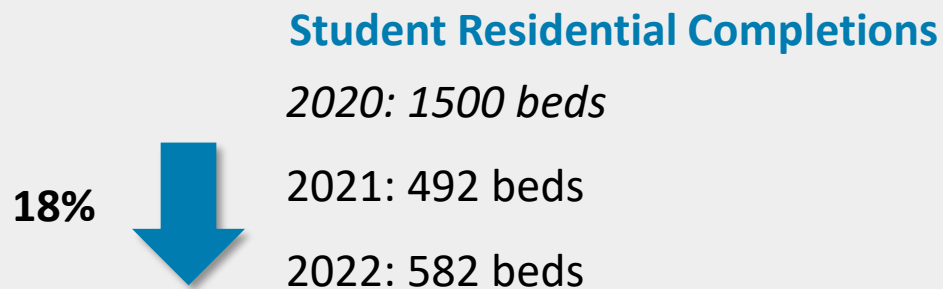 Student Residential Completions
2020: 1500 beds
2021: 492 beds
18%
2022: 582 beds